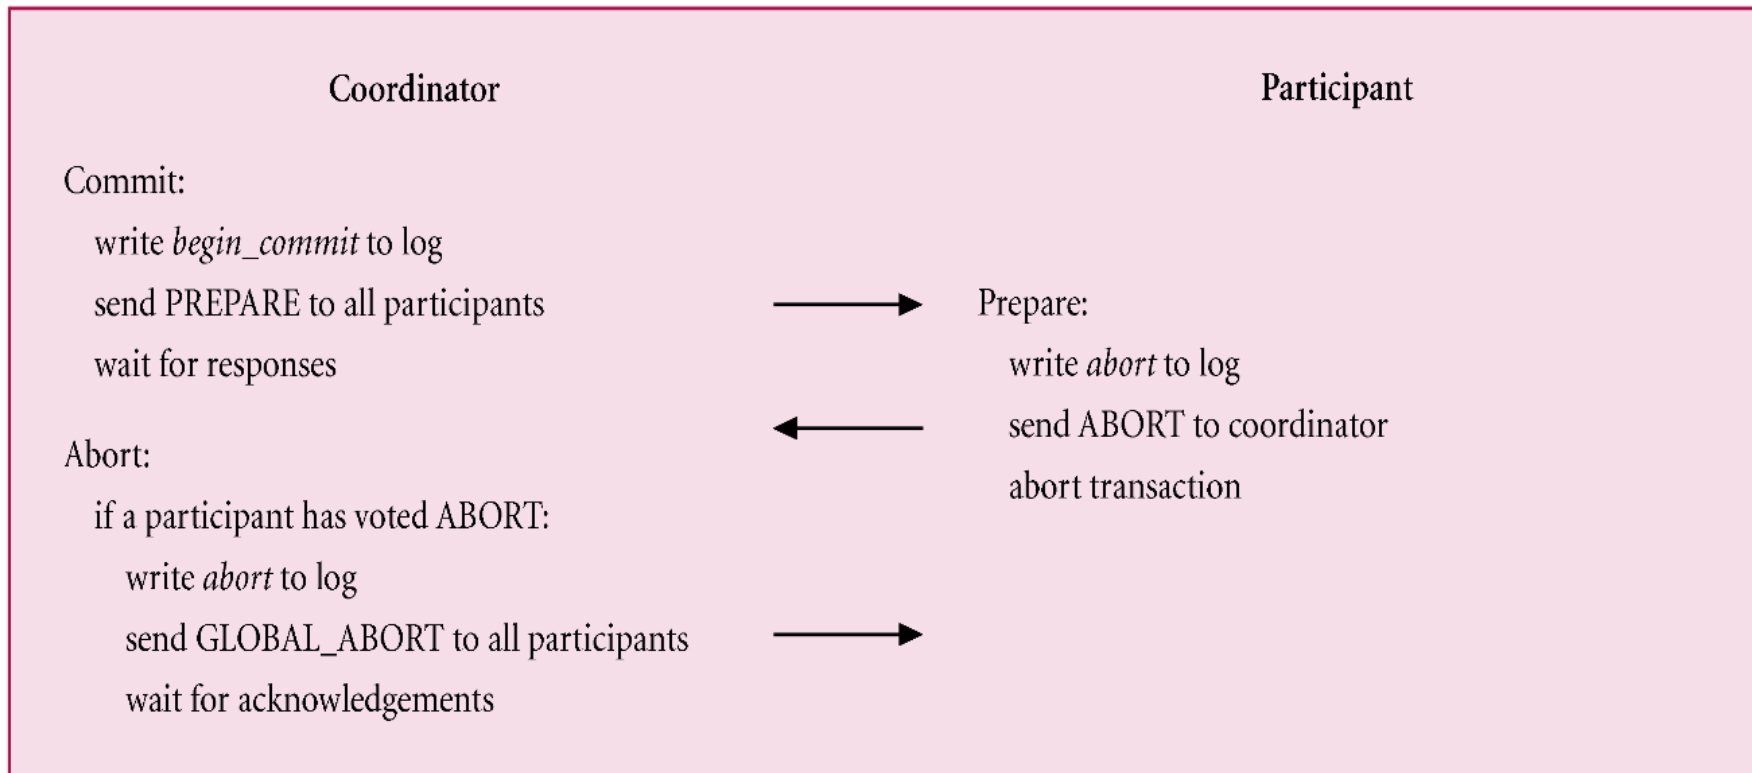 Coordinator
Participant
Commit:
write begin_commit to log
send PREPARE to all participants
wait for responses
Prepare:
write abort to log
send ABORT to coordinator
abort transaction
Abort:
if a participant has voted ABORT:
write abort to log
send GLOBAL_ABORT to all participants
wait for acknowledgements